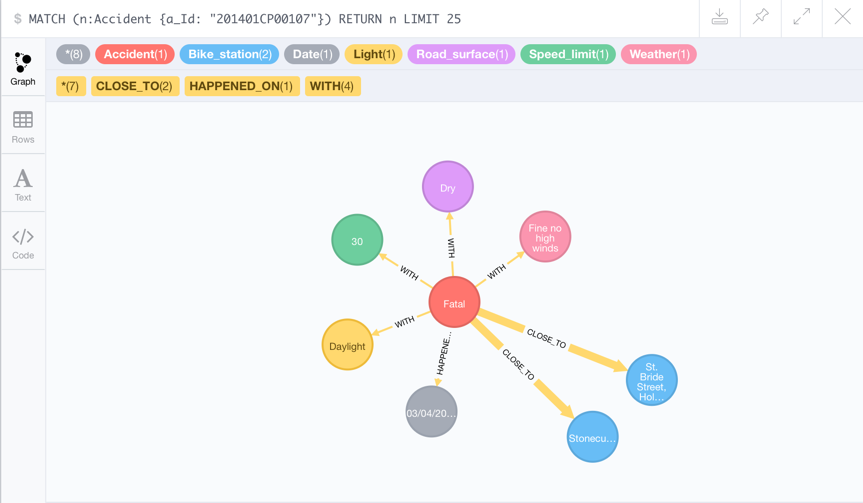 $ MATCH (n:Accident {a_Id: "201401CP00107"}) RETURN n LIMIT 25
Graph
Rows
A
Text
</>
Code
*(8) Accident(1) Bike_station(2) Date(1) Light(1) Road_surface(1) Speed_limit(1) Weather(1)
*(7) CLOSE_TO(2) HAPPENED_ON(1) WITH(4)
Dry
30
Fine no
high
winds
WITH
WITH
WITH
Fatal
WITH
Daylight
HAPPENE...
CLOSE_TO
CLOSE_TO
St.
Bride
Street,
Hol...
03/04/20...
Stonecu...